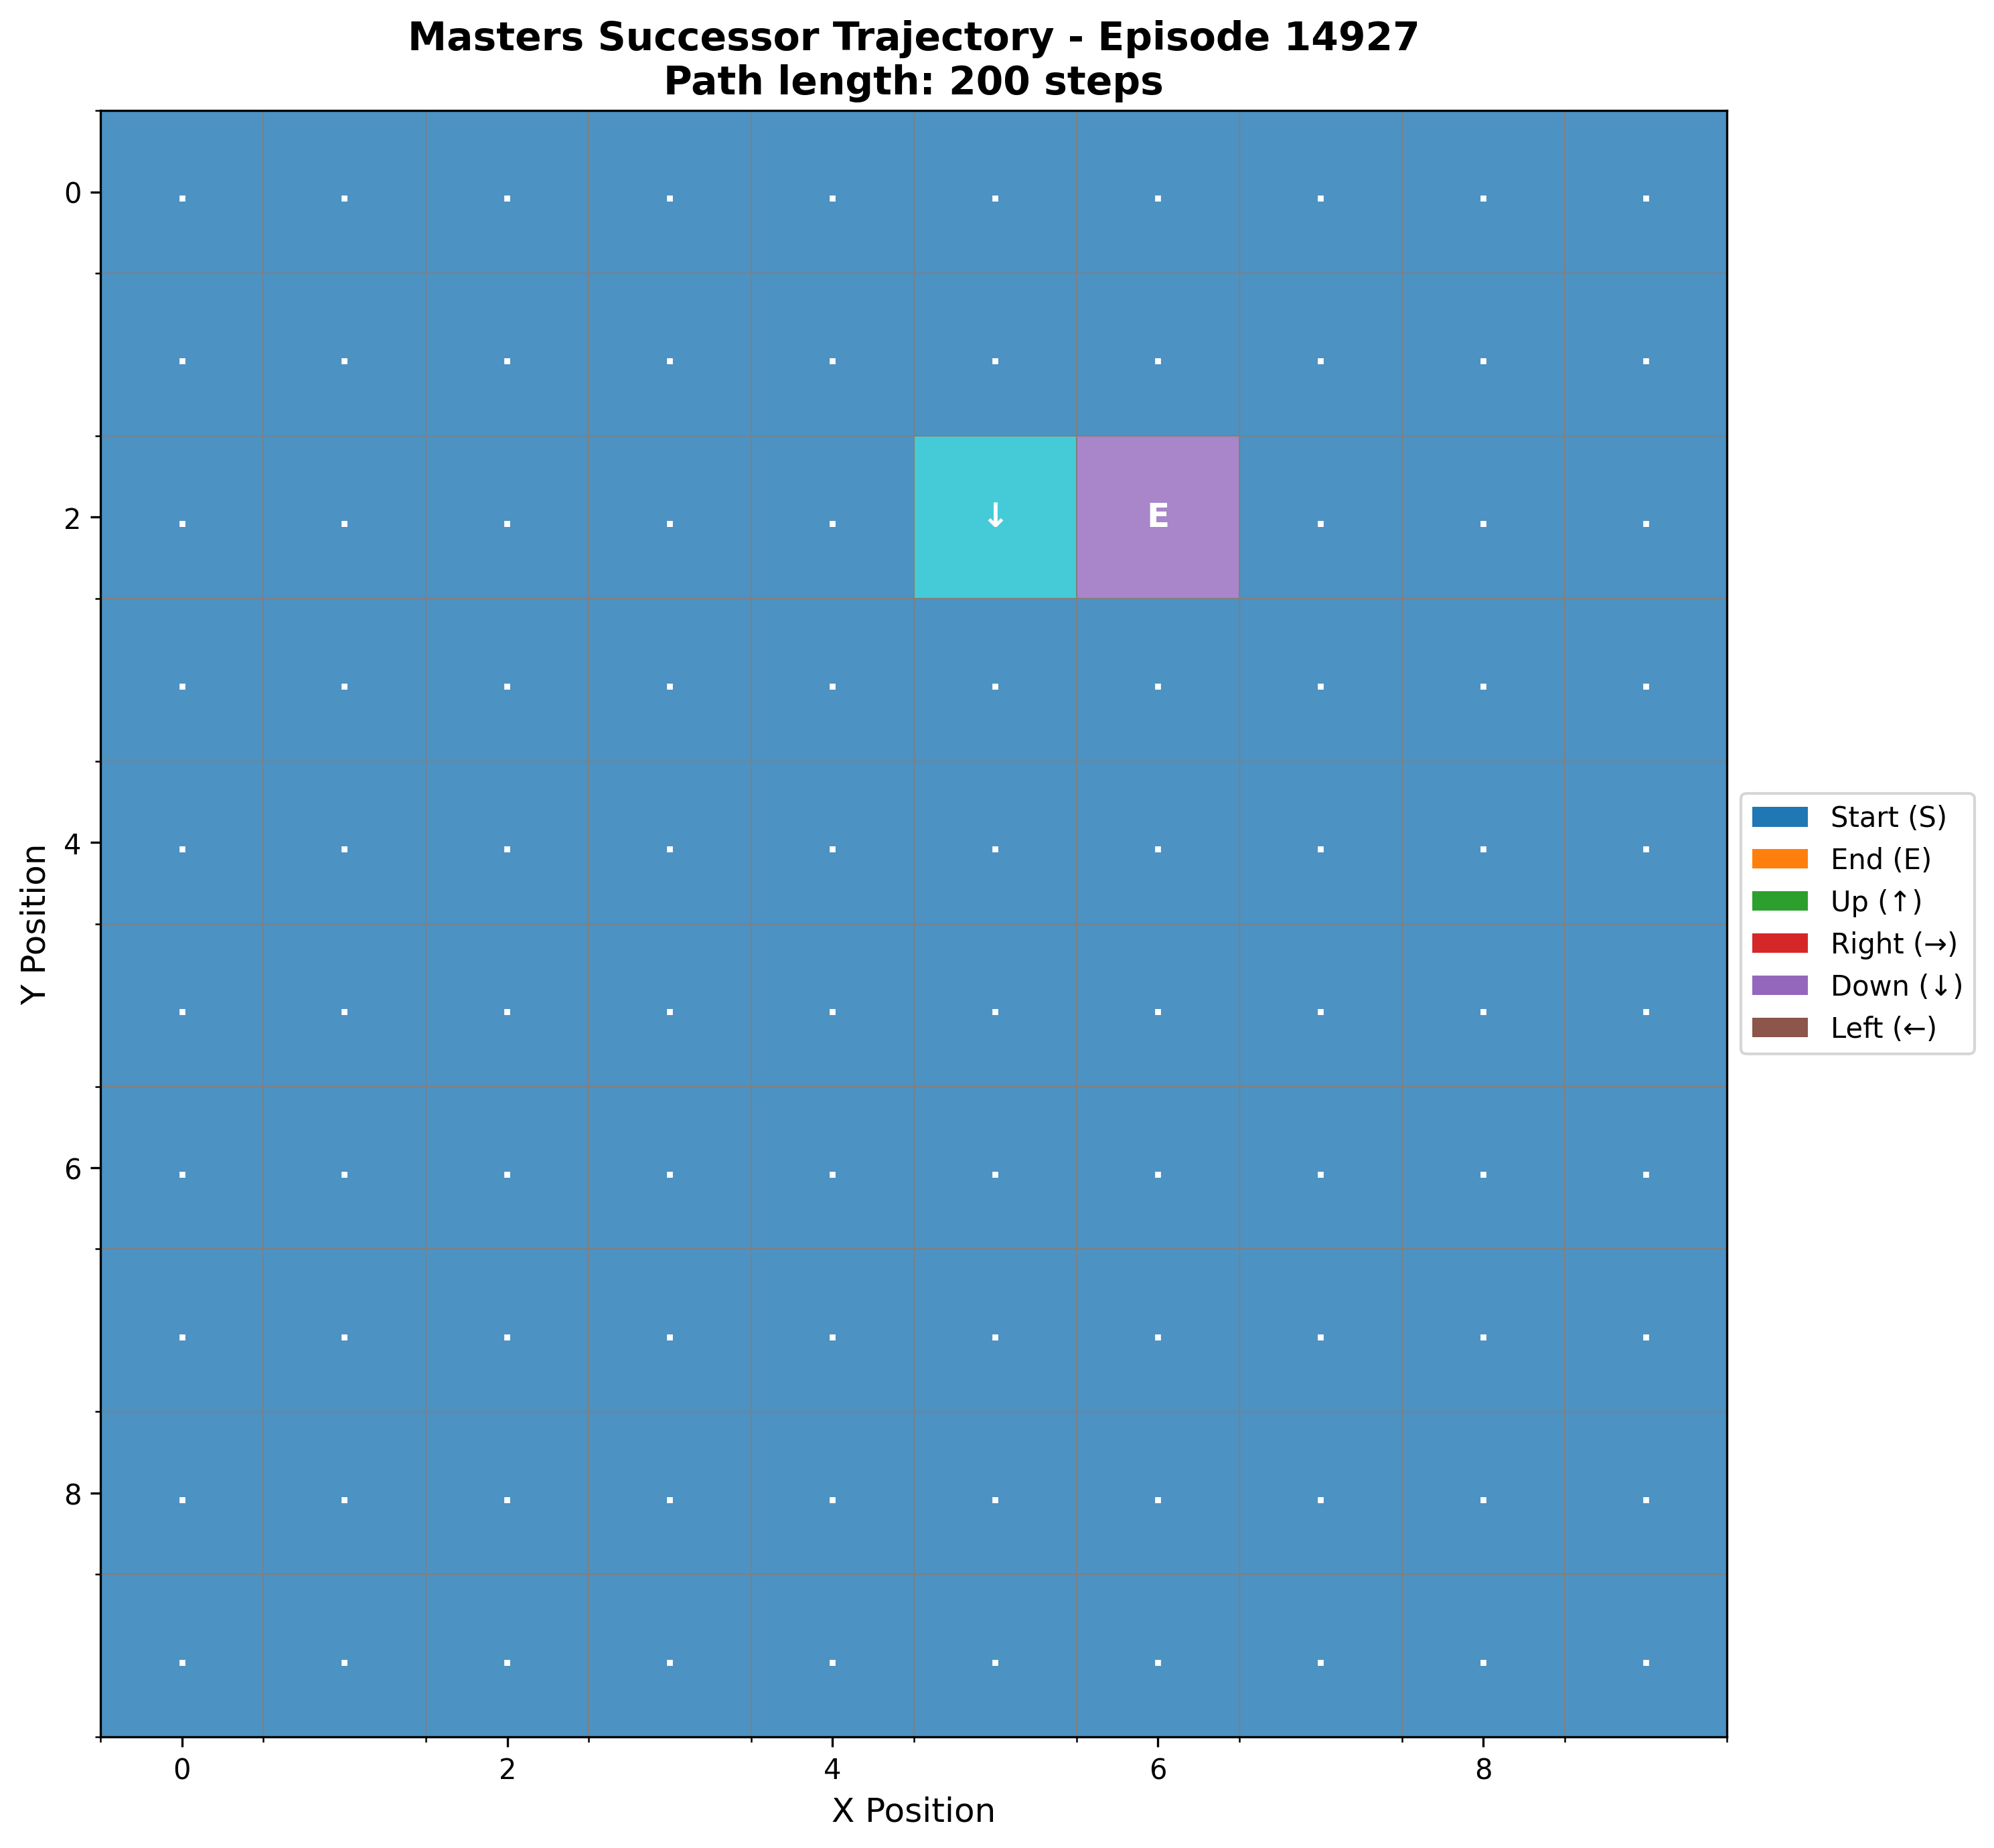 Masters Successor Trajectory - Episode 14927
Path length: 200 steps
0
2
↓ E
4
6
8
0 2 4 6 8
X Position
Y Position
Start (S)
End (E)
Up (↑)
Right (→)
Down (↓)
Left (←)